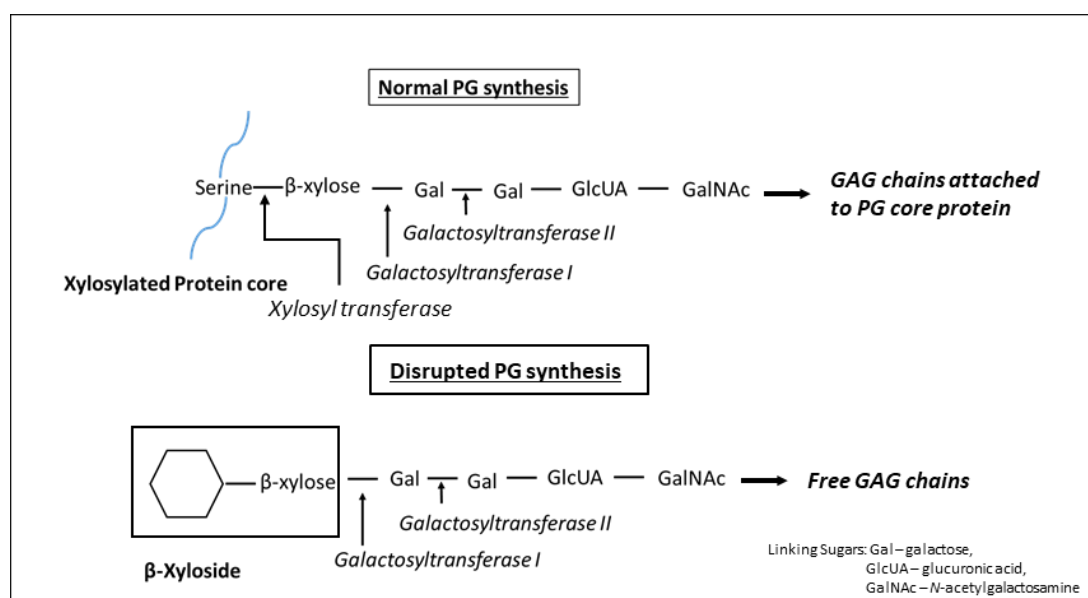 Normal PG synthesis
Serine β-xylose Gal Gal GlcUA GalNAc
GAG chains attached
to PG core protein
Galactosyltransferase II
Galactosyltransferase I
Xylosylated Protein core
Xylosyl transferase
Disrupted PG synthesis
β-xylose Gal Gal GlcUA GalNAc
Free GAG chains
Galactosyltransferase II
Galactosyltransferase I
β-Xyloside
Linking Sugars: Gal – galactose,
GlcUA – glucuronic acid,
GalNAc – N-acetylgalactosamine